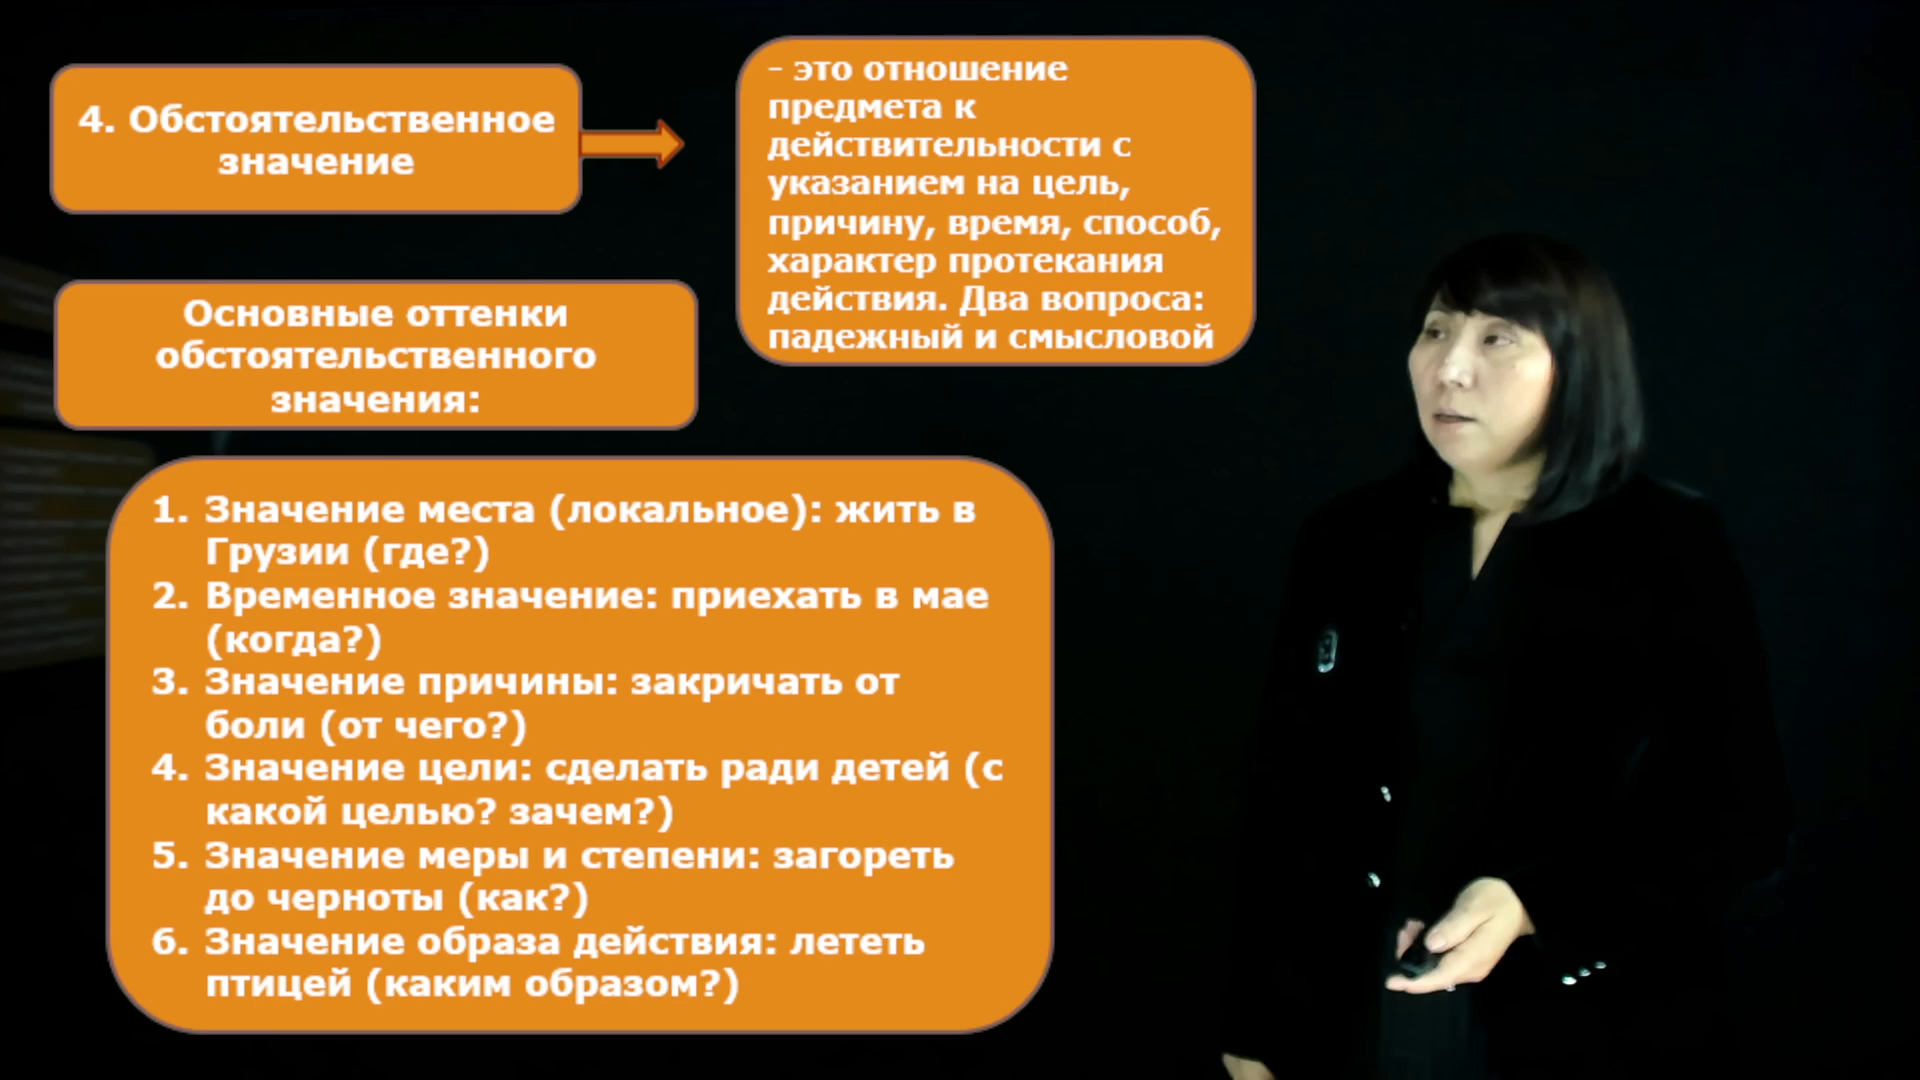 4. Обстоятельственное
значение
- это отношение
предмета к
действительности с
указанием на цель,
причину, время, способ,
характер протекания
действия. Два вопроса:
падежный и смысловой
Основные оттенки
обстоятельственного
значения:
1. Значение места (локальное): жить в
Грузии (где?)
2. Временное значение: приехать в мае
(когда?)
3. Значение причины: закричать от
боли (от чего?)
4. Значение цели: сделать ради детей (с
какой целью? зачем?)
5. Значение меры и степени: загореть
до черноты (как?)
6. Значение образа действия: лететь
птицей (каким образом?)